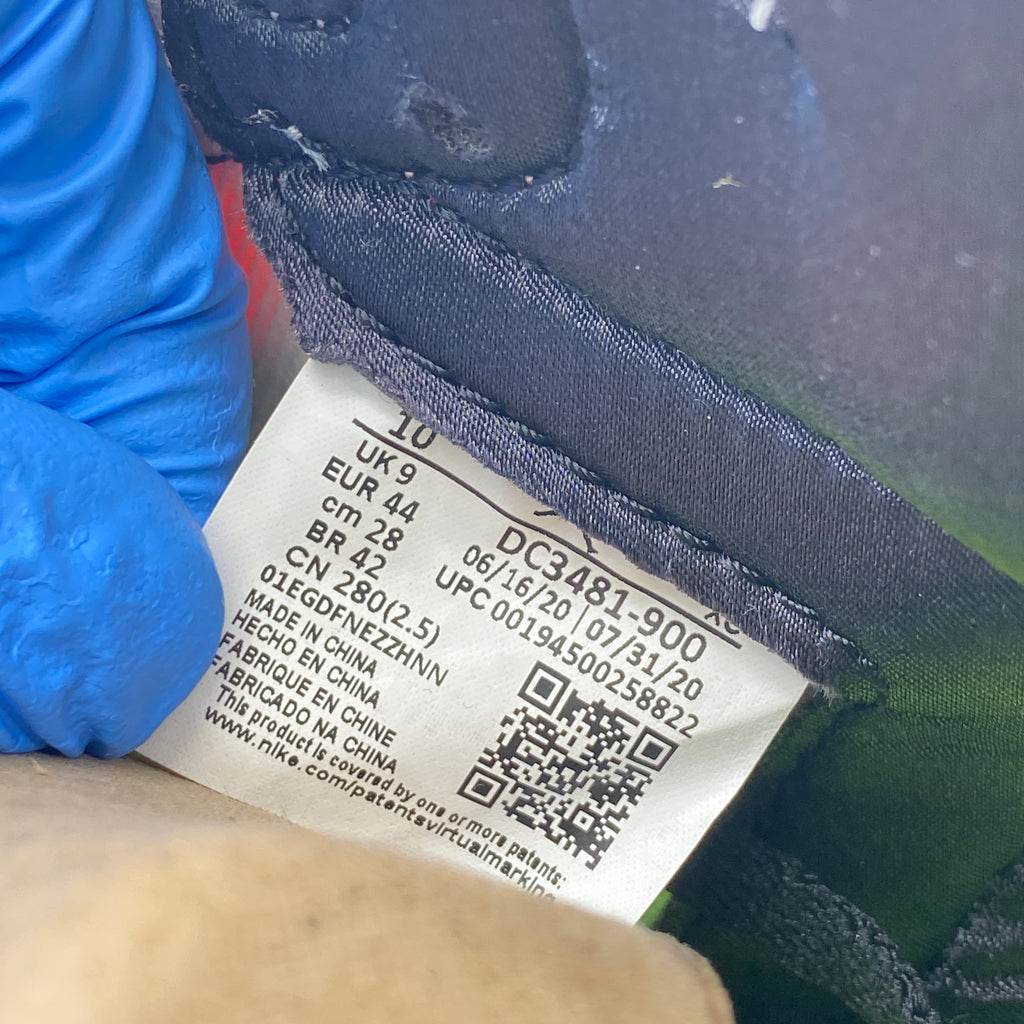 10
UK 9
EUR 44
cm 28
BR 42
CN 280(2.5)
01EGDFNEZZHNN
MADE IN CHINA
HECHO EN CHINA
FABRIQUE EN CHINE
FABRICADO NA CHINA
This product is covered by one or more patents:
www.nike.com/patentsvirtualmarking
DC3481-900
06/16/20 | 07/31/20
UPC 00194500258822